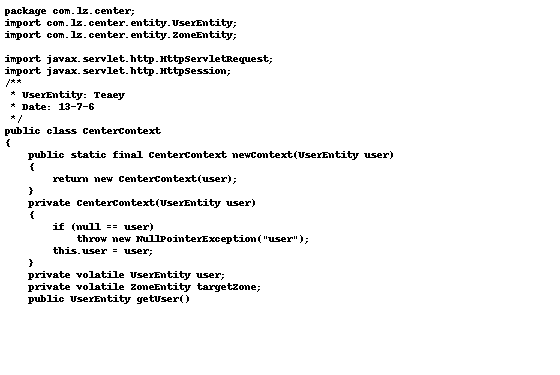 package com.lz.center;
import com.lz.center.entity.UserEntity;
import com.lz.center.entity.ZoneEntity;

import javax.servlet.http.HttpServletRequest;
import javax.servlet.http.HttpSession;
/**
 * UserEntity: Teaey
 * Date: 13-7-6
 */
public class CenterContext
{
    public static final CenterContext newContext(UserEntity user)
    {
        return new CenterContext(user);
    }
    private CenterContext(UserEntity user)
    {
        if (null == user)
            throw new NullPointerException("user");
        this.user = user;
    }
    private volatile UserEntity user;
    private volatile ZoneEntity targetZone;
    public UserEntity getUser()